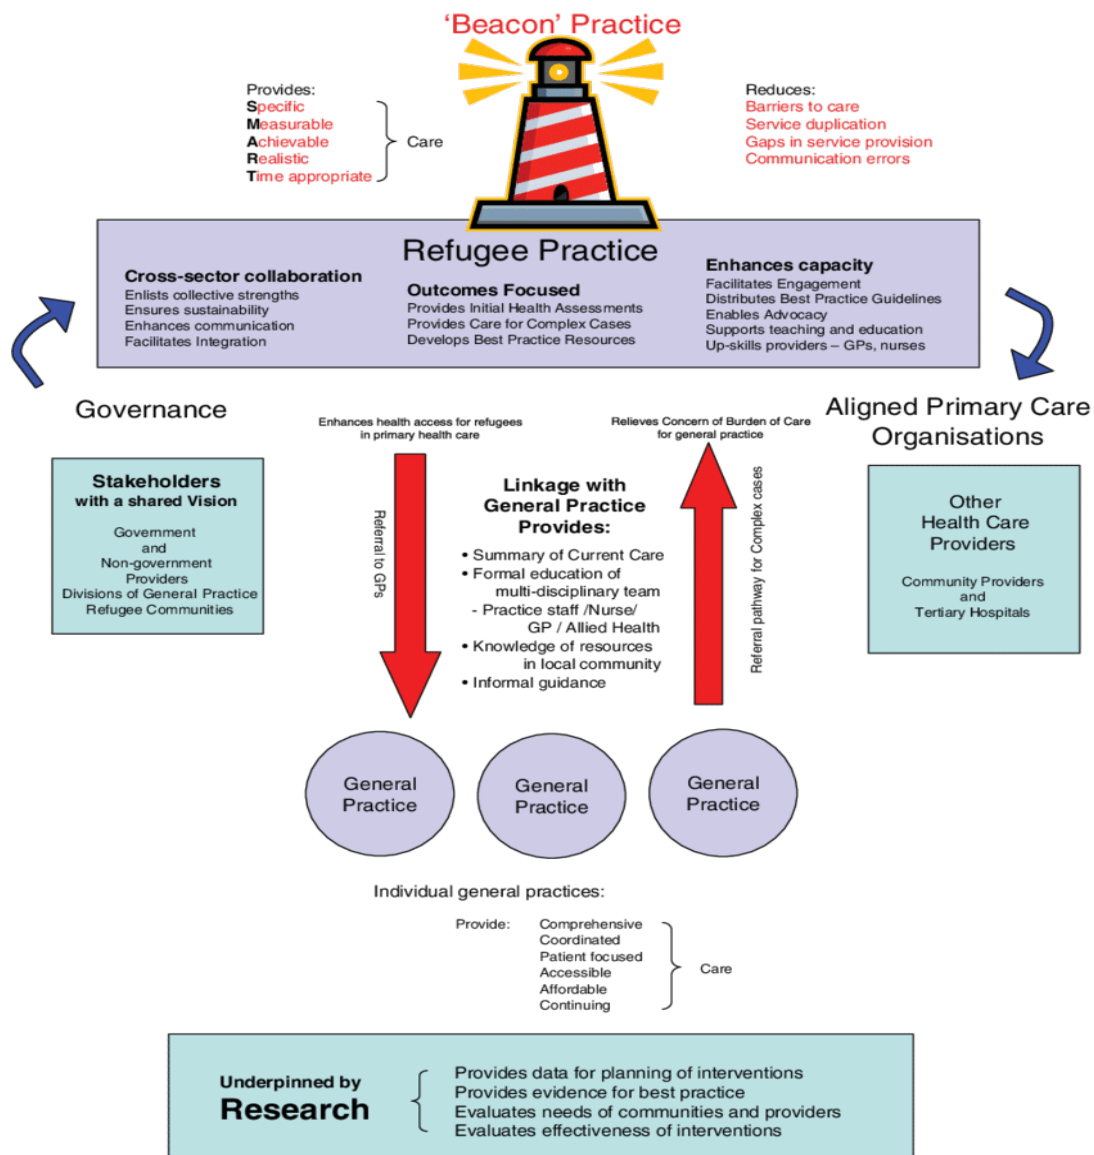 ‘Beacon’ Practice
Provides:
Specific
Measurable
Achievable
Realistic
Time appropriate
Care
Reduces:
Barriers to care
Service duplication
Gaps in service provision
Communication errors
Refugee Practice
Cross-sector collaboration
Enlists collective strengths
Ensures sustainability
Enhances communication
Facilitates Integration
Outcomes Focused
Provides Initial Health Assessments
Provides Care for Complex Cases
Develops Best Practice Resources
Enhances capacity
Facilitates Engagement
Distributes Best Practice Guidelines
Enables Advocacy
Supports teaching and education
Up-skills providers – GPs, nurses
Governance
Stakeholders
with a shared Vision
Government
and
Non-government
Providers
Divisions of General Practice
Refugee Communities
Enhances health access for refugees
in primary health care
Referral to GPs
Linkage with
General Practice
Provides:
• Summary of Current Care
• Formal education of
multi-disciplinary team
- Practice staff /Nurse/
GP / Allied Health
• Knowledge of resources
in local community
• Informal guidance
Relieves Concern of Burden of Care
for general practice
Referral pathway for Complex cases
Aligned Primary Care
Organisations
Other
Health Care
Providers
Community Providers
and
Tertiary Hospitals
General
Practice
General
Practice
General
Practice
Individual general practices:
Provide:
Comprehensive
Coordinated
Patient focused
Accessible
Affordable
Continuing
Care
Underpinned by
Research
Provides data for planning of interventions
Provides evidence for best practice
Evaluates needs of communities and providers
Evaluates effectiveness of interventions